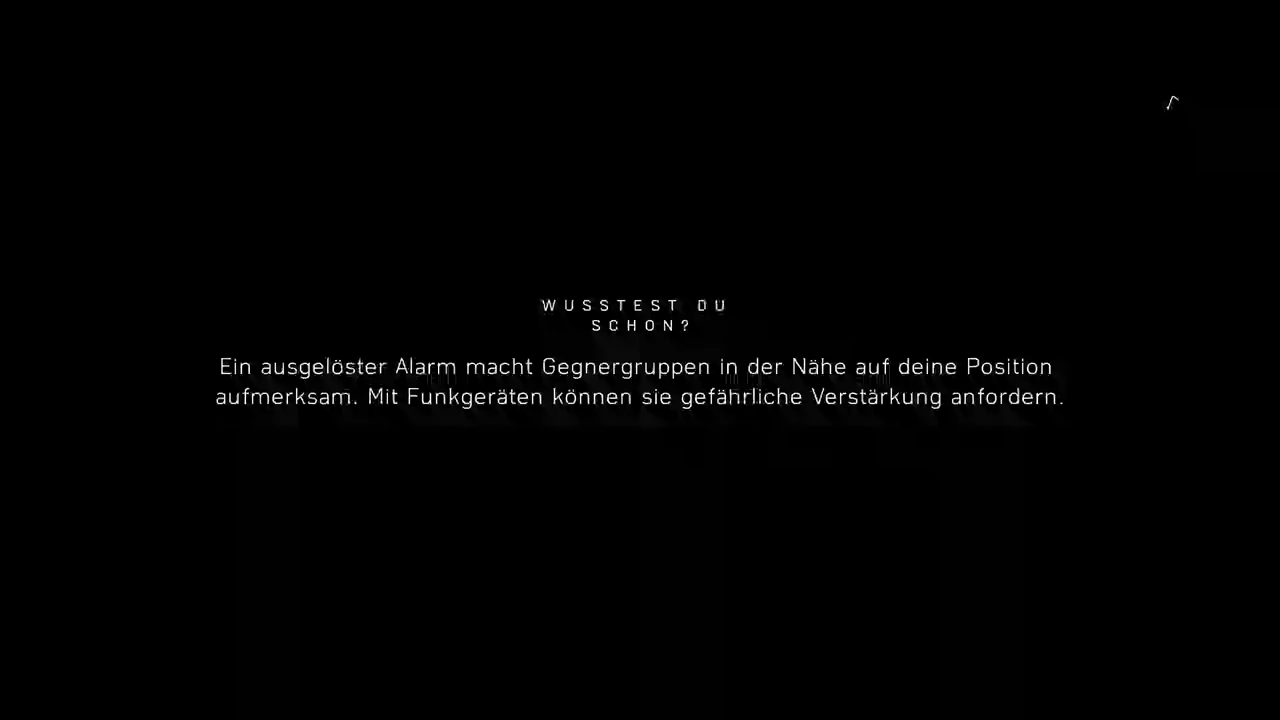 WUSSTEST DU
SCHON?
Ein ausgelöster Alarm macht Gegnergruppen in der Nähe auf deine Position
aufmerksam. Mit Funkgeräten können sie gefährliche Verstärkung anfordern.